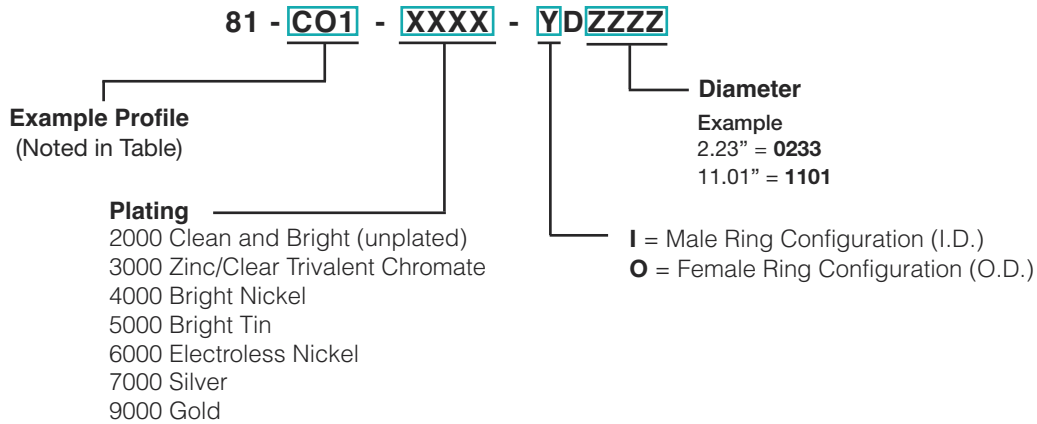 81 - CO1 - XXXX - YDZZZZ
Example Profile
(Noted in Table)
Diameter
Example
2.23” = 0233
11.01” = 1101
Plating
2000 Clean and Bright (unplated)
3000 Zinc/Clear Trivalent Chromate
4000 Bright Nickel
5000 Bright Tin
6000 Electroless Nickel
7000 Silver
9000 Gold
I = Male Ring Configuration (I.D.)
O = Female Ring Configuration (O.D.)